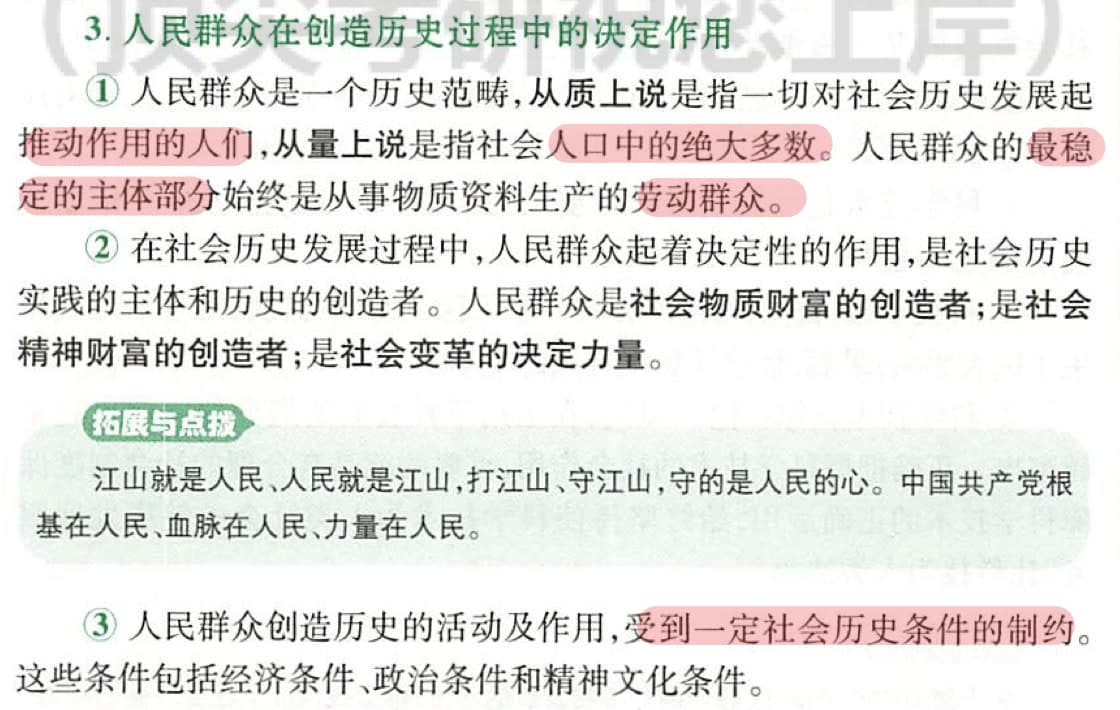 （顶尖考研祝您上岸）
3. 人民群众在创造历史过程中的决定作用
① 人民群众是一个历史范畴,从质上说是指一切对社会历史发展起
推动作用的人们,从量上说是指社会人口中的绝大多数。人民群众的最稳
定的主体部分始终是从事物质资料生产的劳动群众。
② 在社会历史发展过程中,人民群众起着决定性的作用,是社会历史
实践的主体和历史的创造者。人民群众是社会物质财富的创造者;是社会
精神财富的创造者;是社会变革的决定力量。
拓展与点拨
江山就是人民、人民就是江山,打江山、守江山,守的是人民的心。中国共产党根
基在人民、血脉在人民、力量在人民。
③ 人民群众创造历史的活动及作用,受到一定社会历史条件的制约。
这些条件包括经济条件、政治条件和精神文化条件。